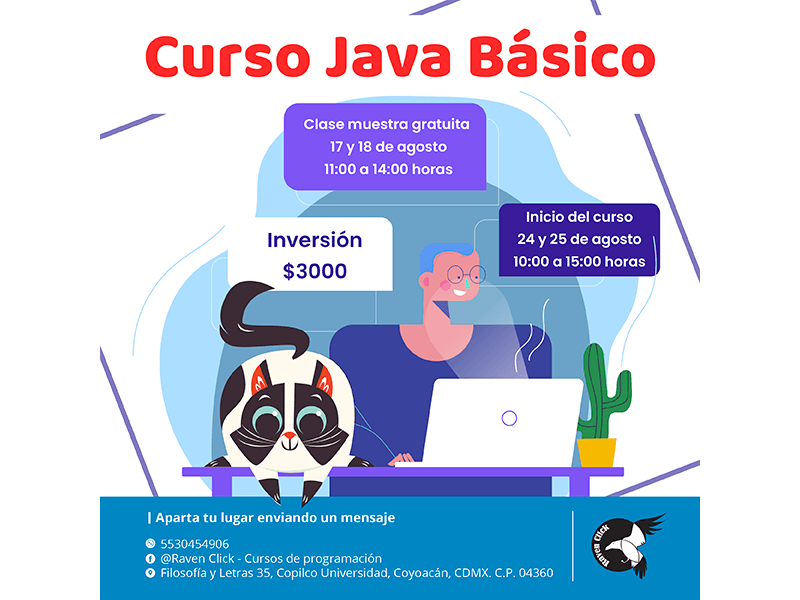 Curso Java Básico
Clase muestra gratuita
17 y 18 de agosto
11:00 a 14:00 horas
Inicio del curso
24 y 25 de agosto
10:00 a 15:00 horas
Inversión
$3000
| Aparta tu lugar enviando un mensaje
5530454906
@Raven Click - Cursos de programación
Filosofía y Letras 35, Copilco Universidad, Coyoacán, CDMX. C.P. 04360
Raven Click